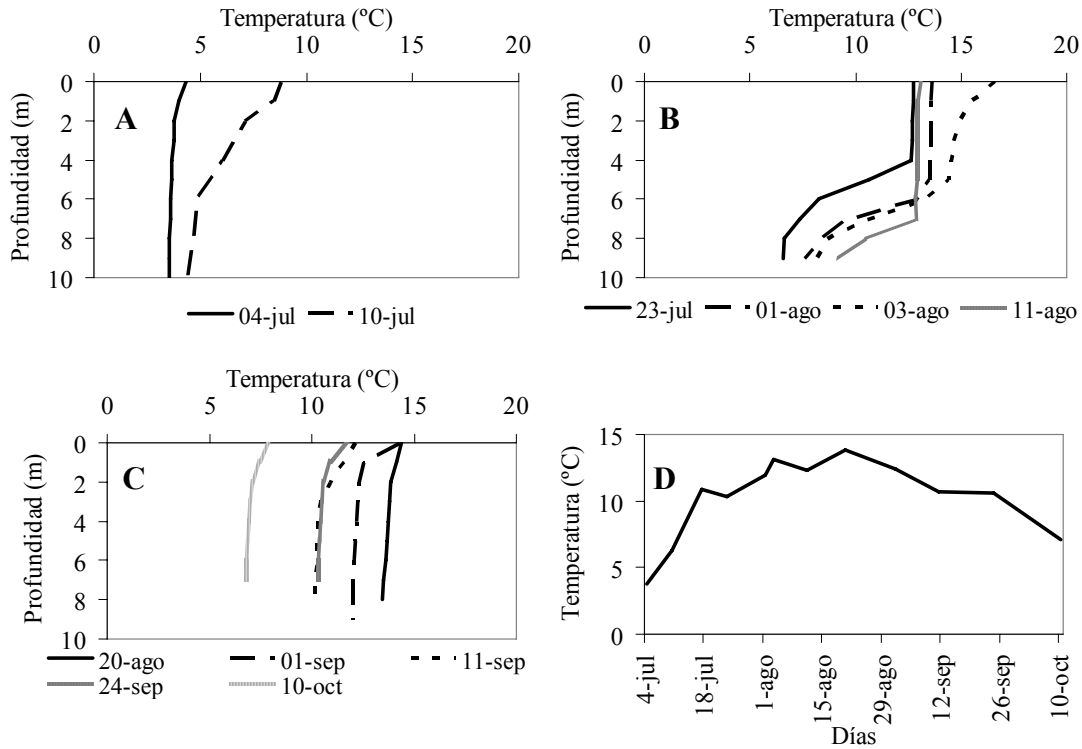 Temperatura (ºC)
0 5 10 15 20
0
2
4
6
8
10
Profundidad (m)
A
04-jul 10-jul
Temperatura (ºC)
0 5 10 15 20
0
2
4
6
8
10
Profundidad (m)
B
23-jul 01-ago 03-ago 11-ago
Temperatura (ºC)
0 5 10 15 20
0
2
4
6
8
10
Profundidad (m)
C
20-ago 01-sep 11-sep
24-sep 10-oct
15
10
5
0
Temperatura (ºC)
D
4-jul 18-jul 1-ago 15-ago 29-ago 12-sep 26-sep 10-oct
Días